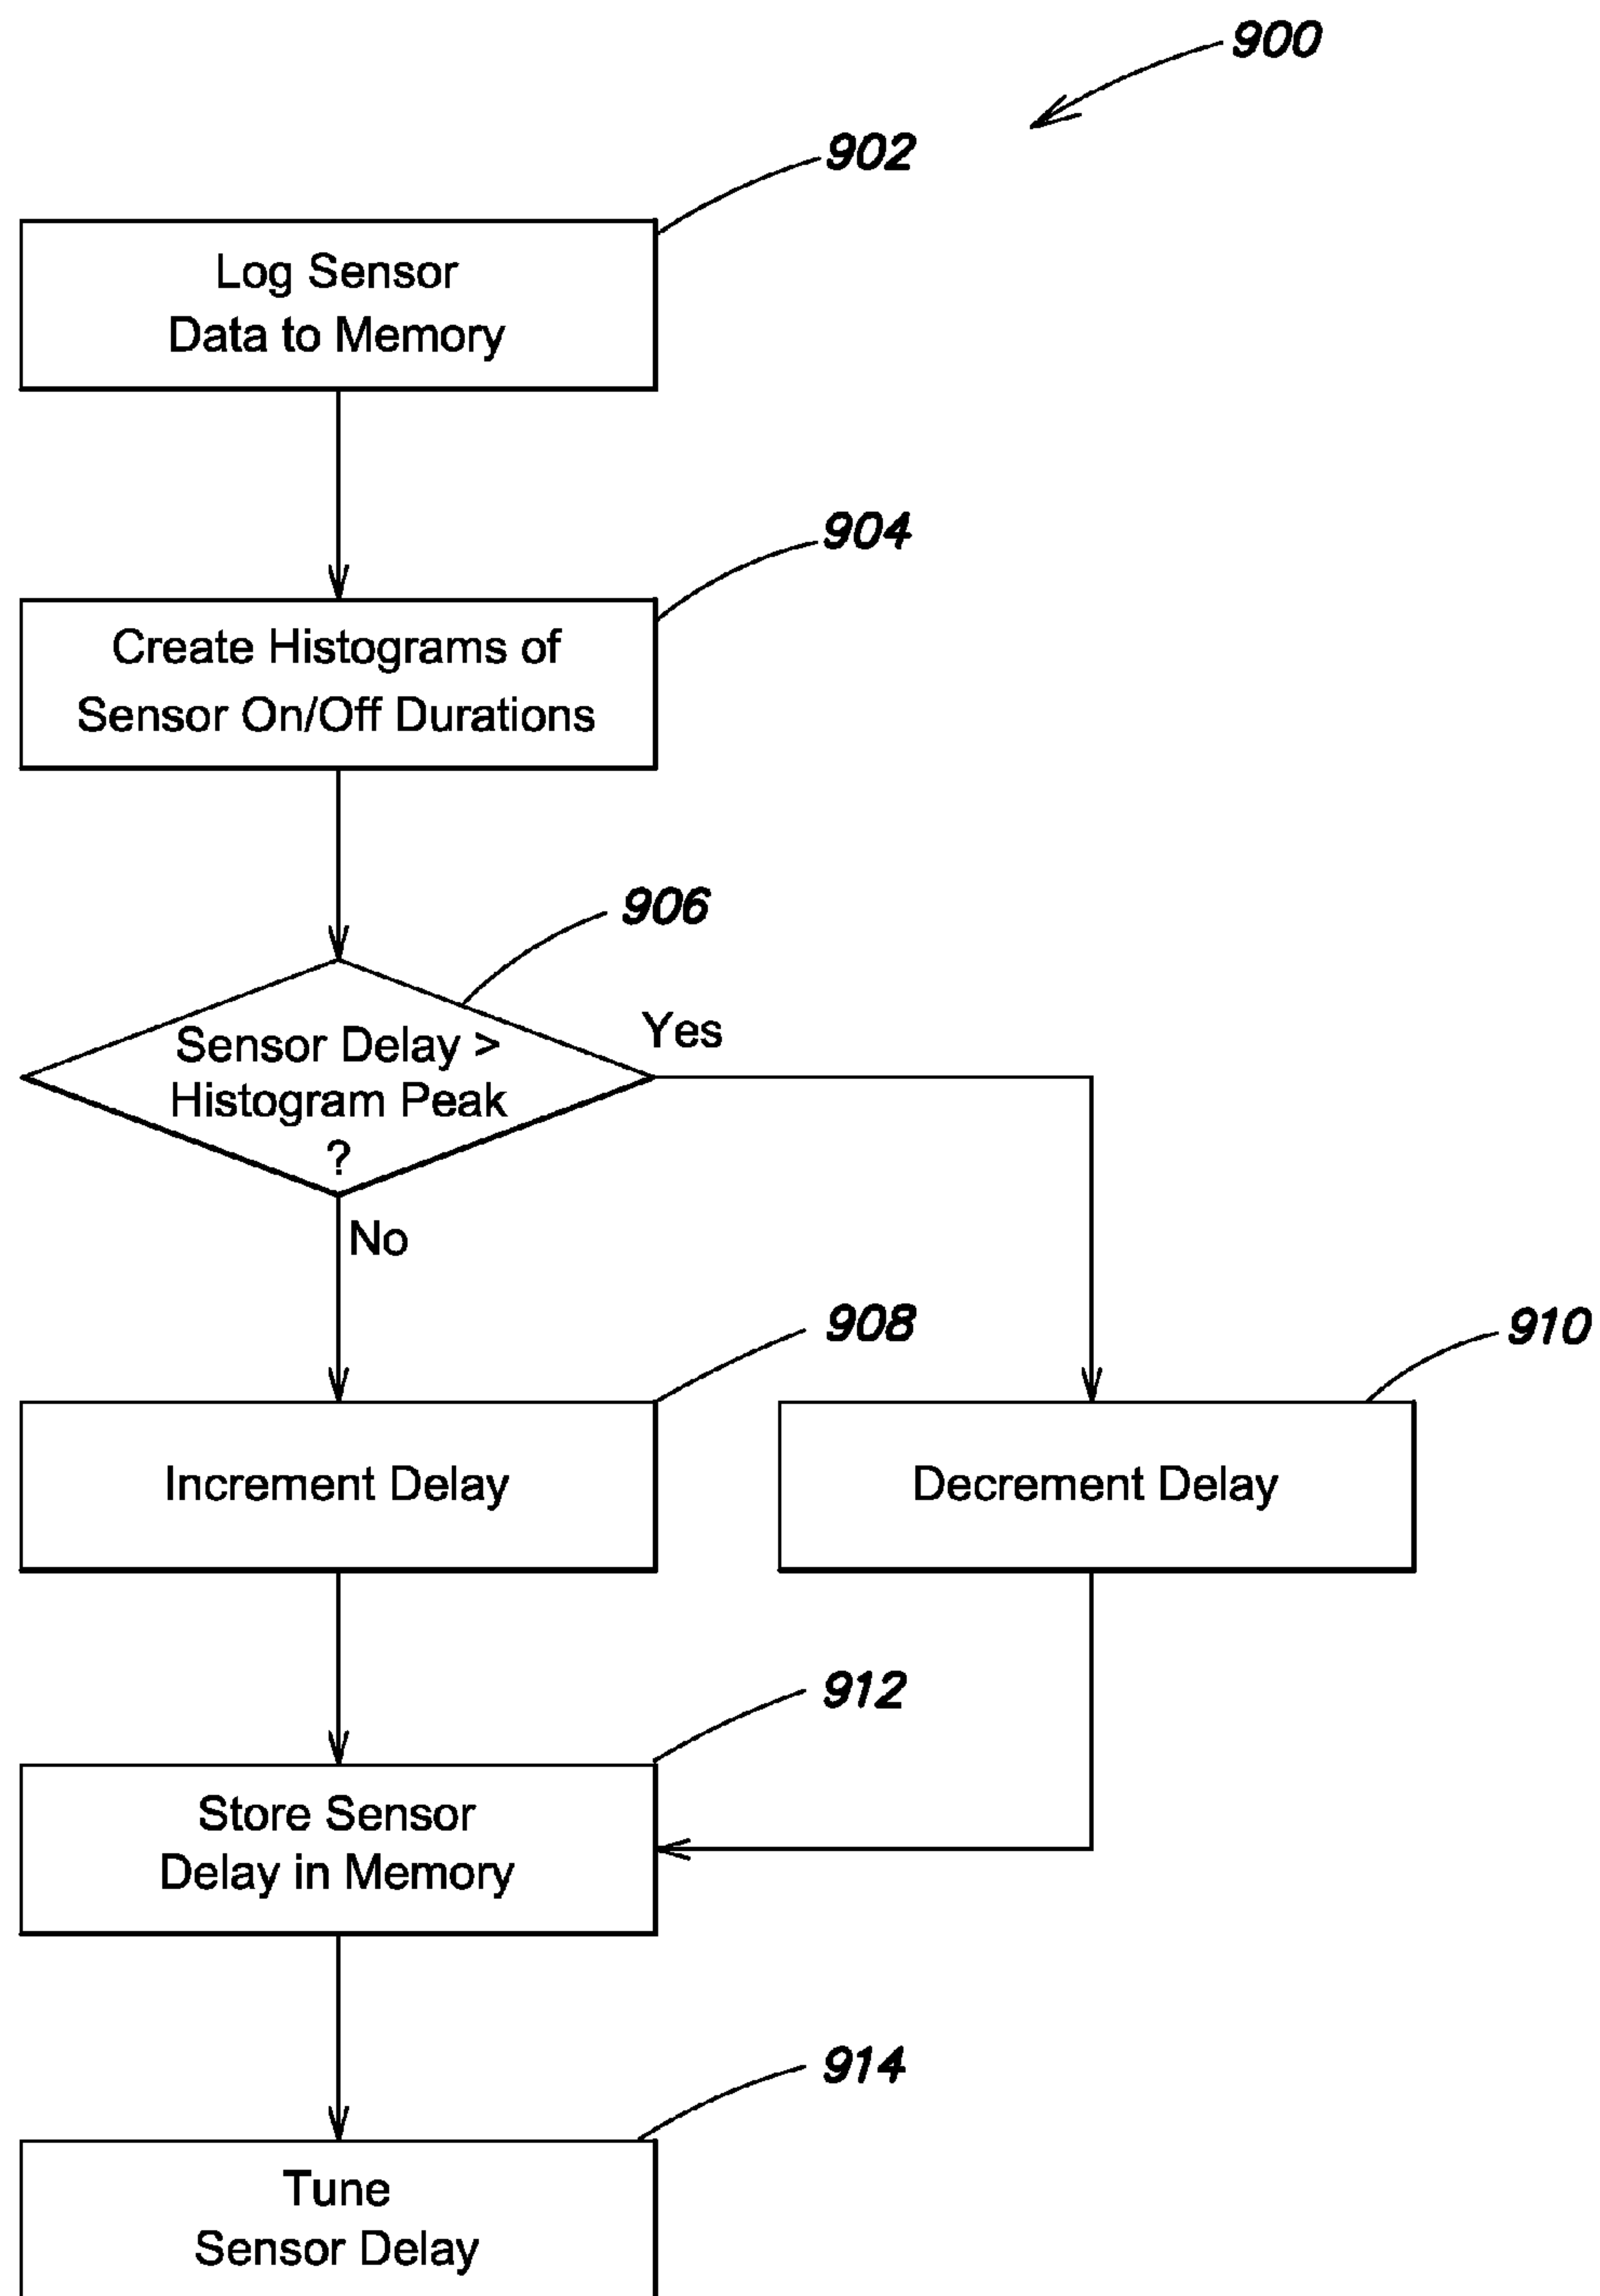 900
902
Log Sensor
Data to Memory
904
Create Histograms of
Sensor On/Off Durations
906
Sensor Delay >
Histogram Peak
?
Yes
No
908
Increment Delay
910
Decrement Delay
912
Store Sensor
Delay in Memory
914
Tune
Sensor Delay